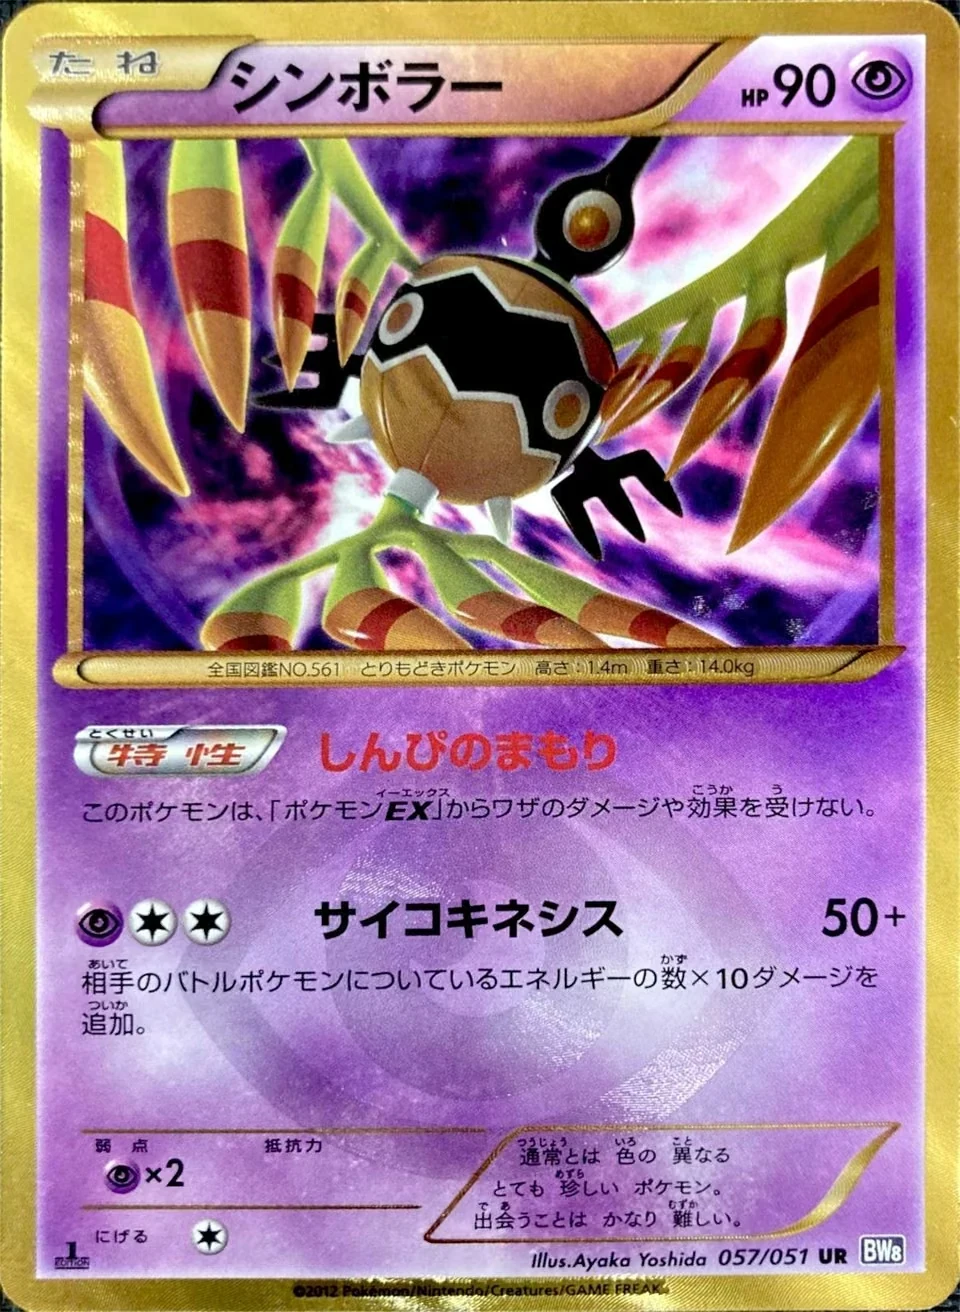 たね シンボラー HP90
全国図鑑NO.561 とりもどきポケモン 高さ：1.4m 重さ：14.0kg
とくせい
特性 しんぴのまもり
イーエックス こうか う
このポケモンは、「ポケモンEX」からワザのダメージや効果を受けない。
サイコキネシス 50+
あいて かず
相手のバトルポケモンについているエネルギーの数×10ダメージを
ついか
追加。
弱点 抵抗力
×2
にげる
つうじょう いろ こと
通常とは 色の 異なる
めずら
とても 珍しい ポケモン。
であ むずか
出会うことは かなり 難しい。
1 EDITION
Illus.Ayaka Yoshida 057/051 UR BW8
©2012 Pokémon/Nintendo/Creatures/GAME FREAK.